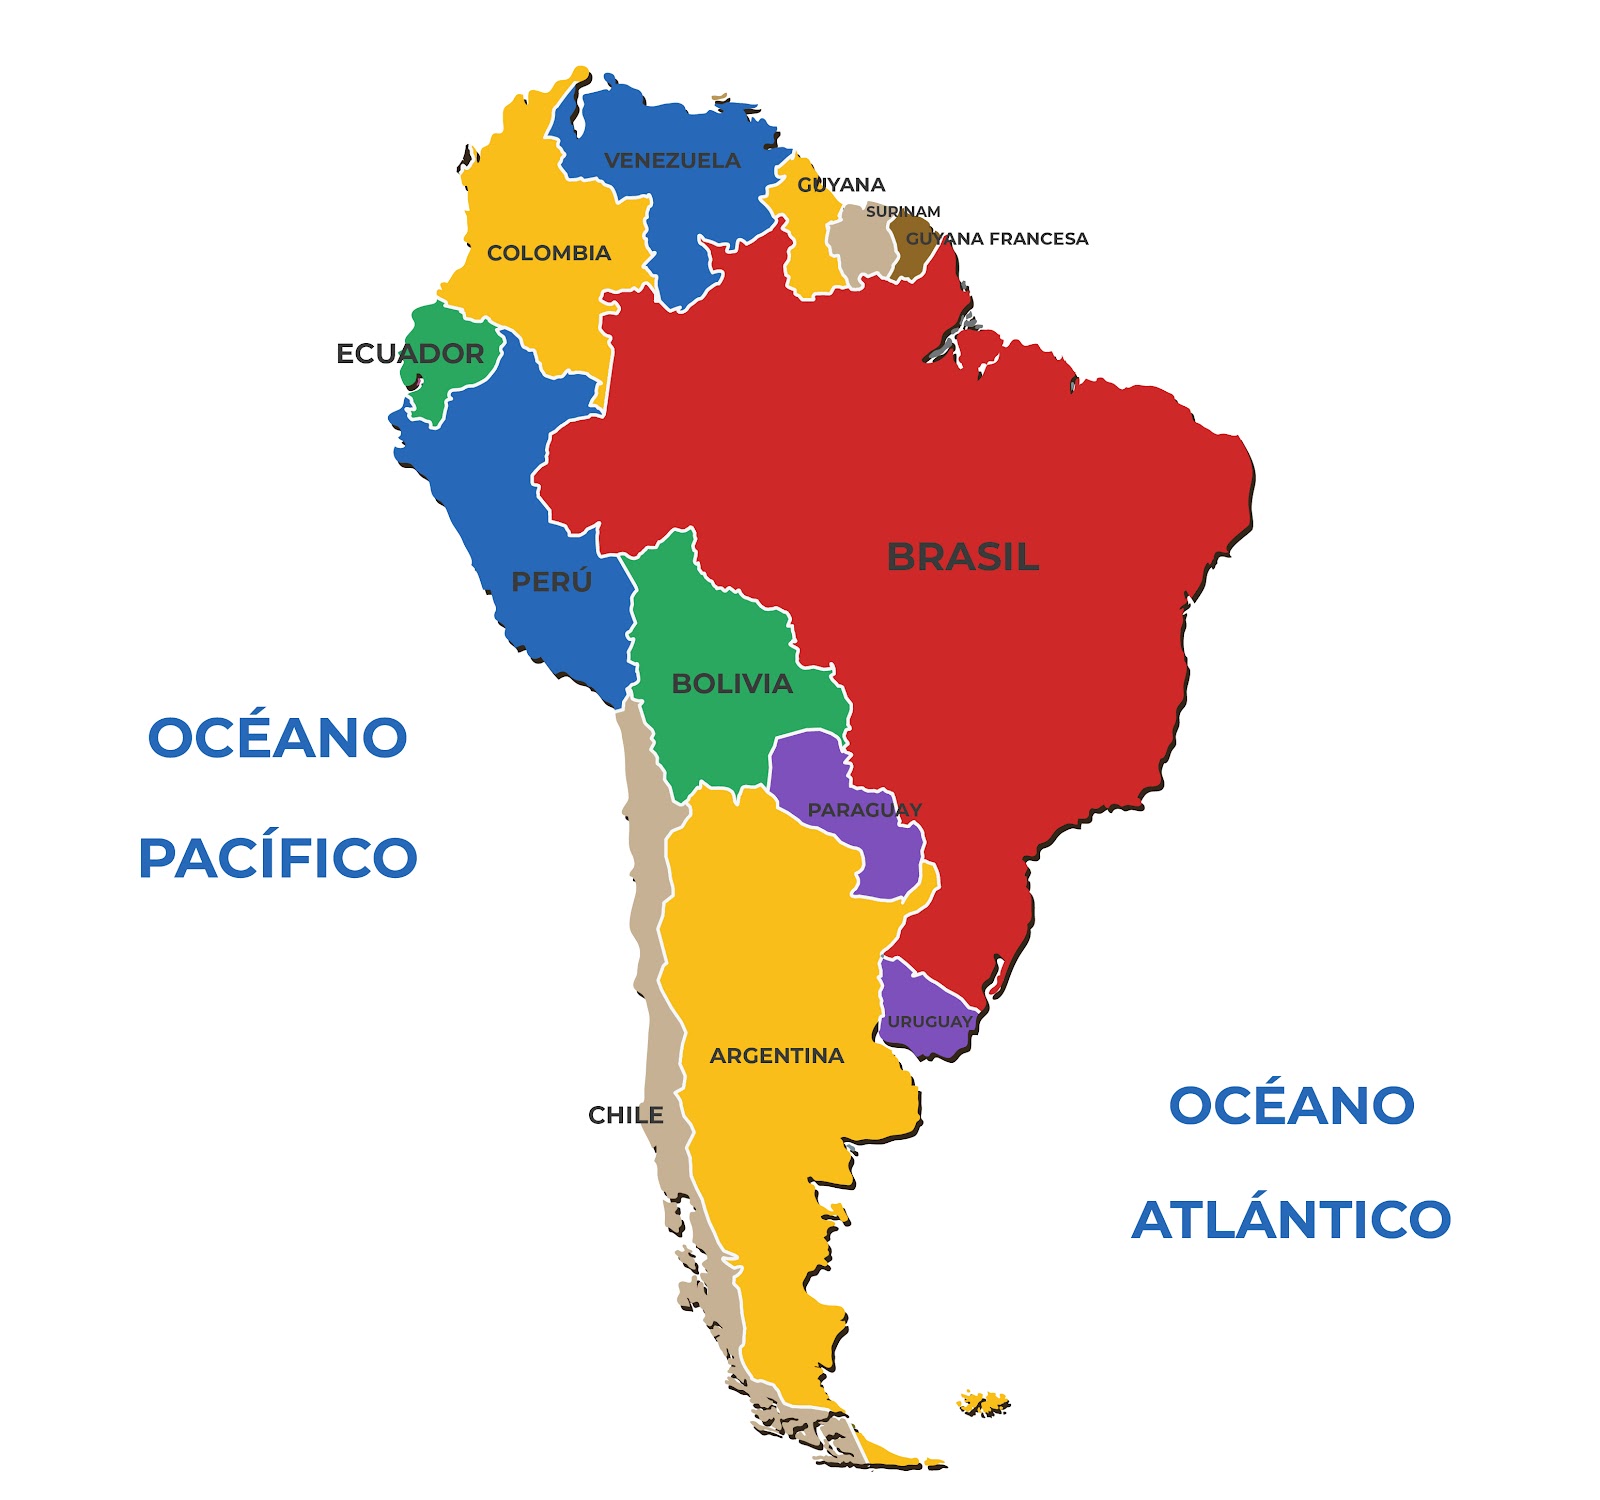 VENEZUELA
GUYANA
SURINAM
GUYANA FRANCESA
COLOMBIA
ECUADOR
BRASIL
PERÚ
BOLIVIA
OCÉANO
PACÍFICO
PARAGUAY
URUGUAY
ARGENTINA
CHILE
OCÉANO
ATLÁNTICO